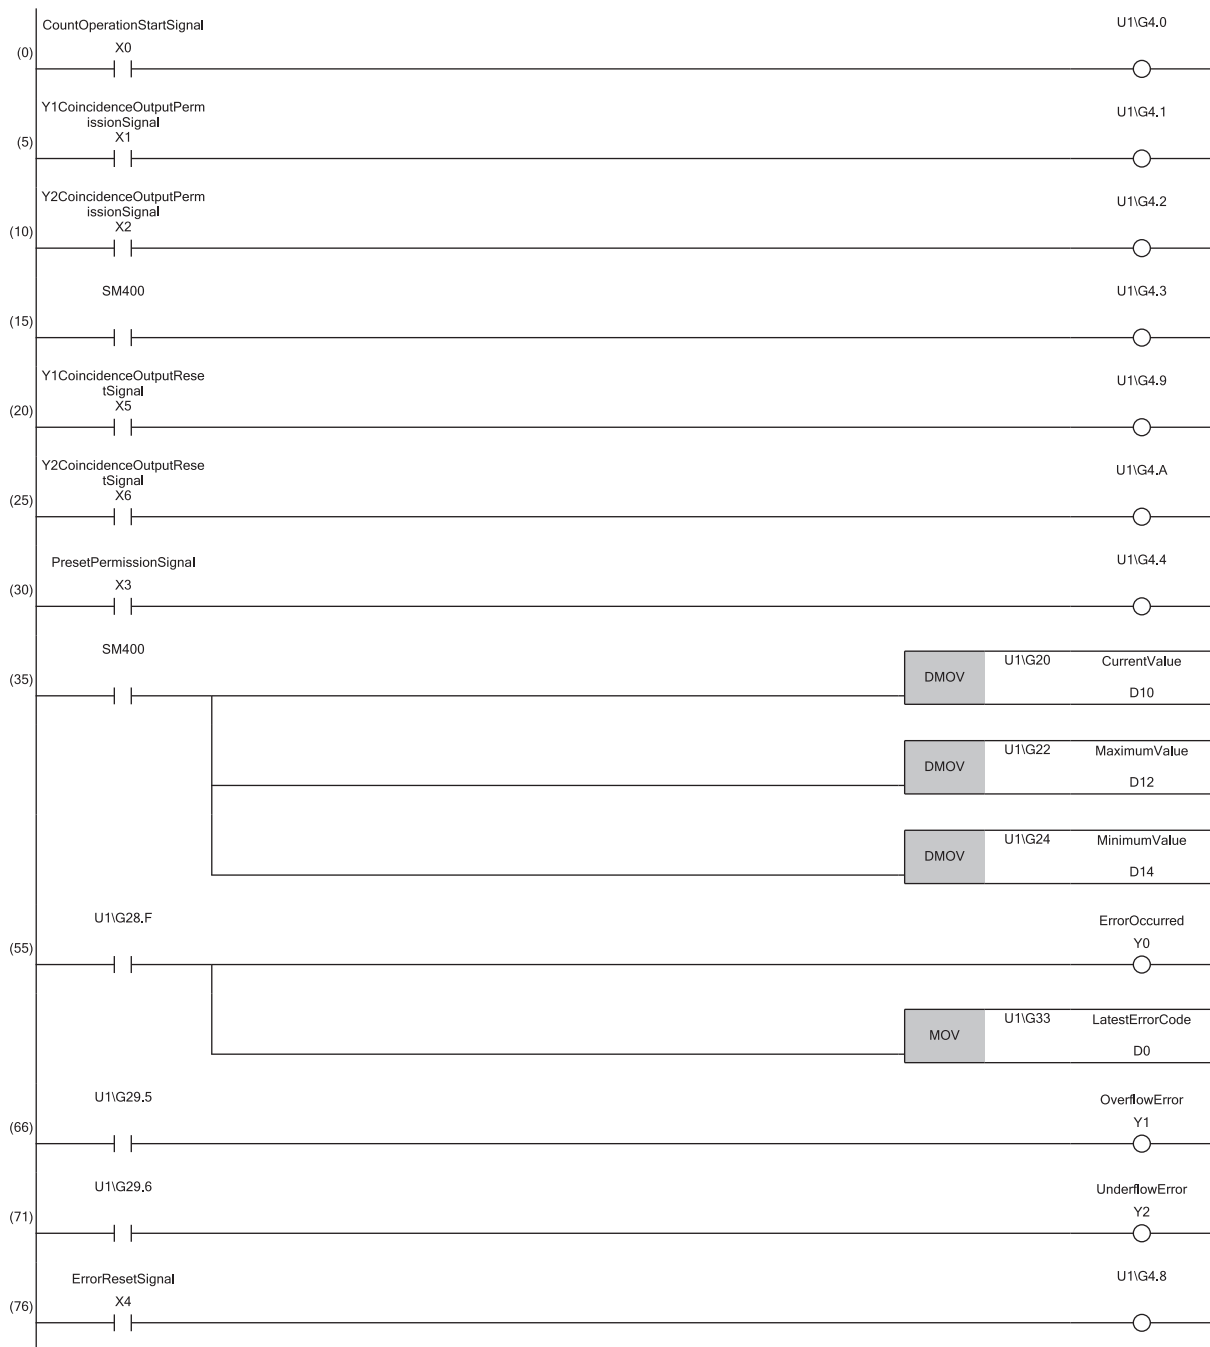 CountOperationStartSignal
U1\G4.0
(0)
X0
Y1CoincidenceOutputPerm
issionSignal
U1\G4.1
(5)
X1
Y2CoincidenceOutputPerm
issionSignal
U1\G4.2
(10)
X2
SM400
U1\G4.3
(15)
Y1CoincidenceOutputRese
tSignal
U1\G4.9
(20)
X5
Y2CoincidenceOutputRese
tSignal
U1\G4.A
(25)
X6
PresetPermissionSignal
U1\G4.4
(30)
X3
SM400
(35)
DMOV
U1\G20
CurrentValue
D10
DMOV
U1\G22
MaximumValue
D12
DMOV
U1\G24
MinimumValue
D14
U1\G28.F
(55)
ErrorOccurred
Y0
MOV
U1\G33
LatestErrorCode
D0
U1\G29.5
(66)
OverflowError
Y1
U1\G29.6
(71)
UnderflowError
Y2
ErrorResetSignal
U1\G4.8
(76)
X4